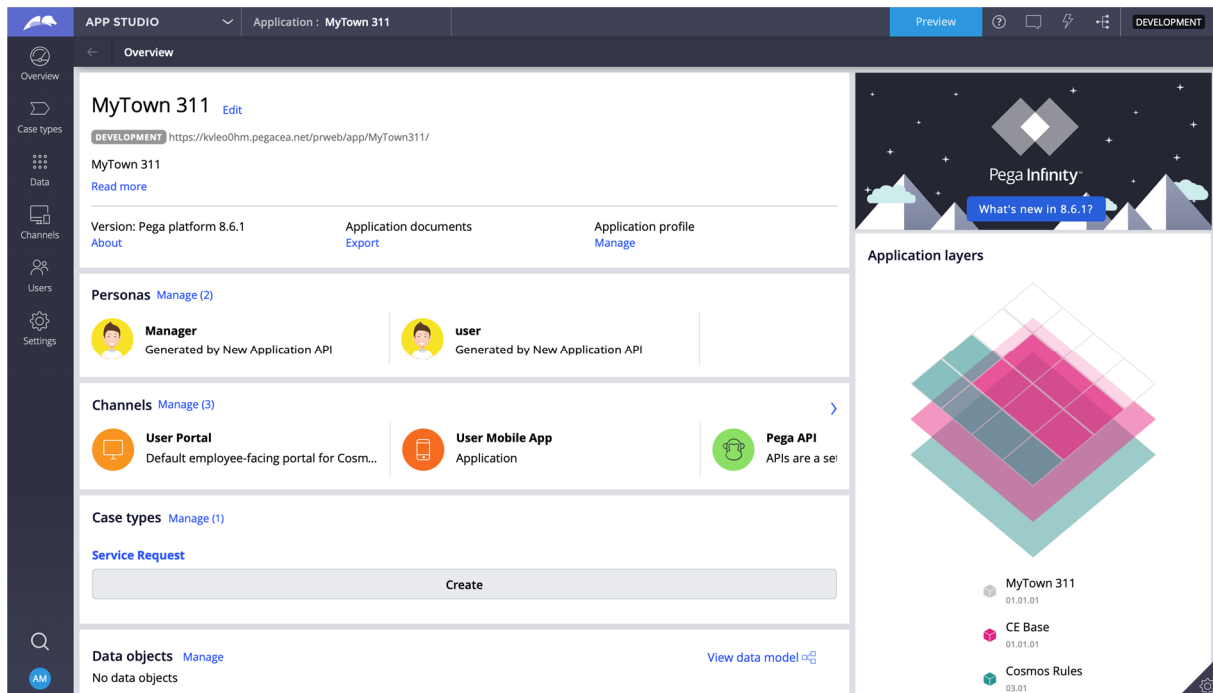 APP STUDIO
Application : MyTown 311
Preview
DEVELOPMENT
Overview
Overview
Case types
Data
Channels
Users
Settings
AM
MyTown 311 Edit
DEVELOPMENT https://kvleo0hm.pegacea.net/prweb/app/MyTown311/
MyTown 311
Read more
Version: Pega platform 8.6.1
About
Application documents
Export
Application profile
Manage
Personas Manage (2)
Manager
Generated by New Application API
user
Generated by New Application API
Channels Manage (3)
User Portal
Default employee-facing portal for Cosm...
User Mobile App
Application
Pega API
APIs are a set
Case types Manage (1)
Service Request
Create
Data objects Manage
View data model
No data objects
Pega Infinity™
What's new in 8.6.1?
Application layers
MyTown 311
01.01.01
CE Base
01.01.01
Cosmos Rules
03.01